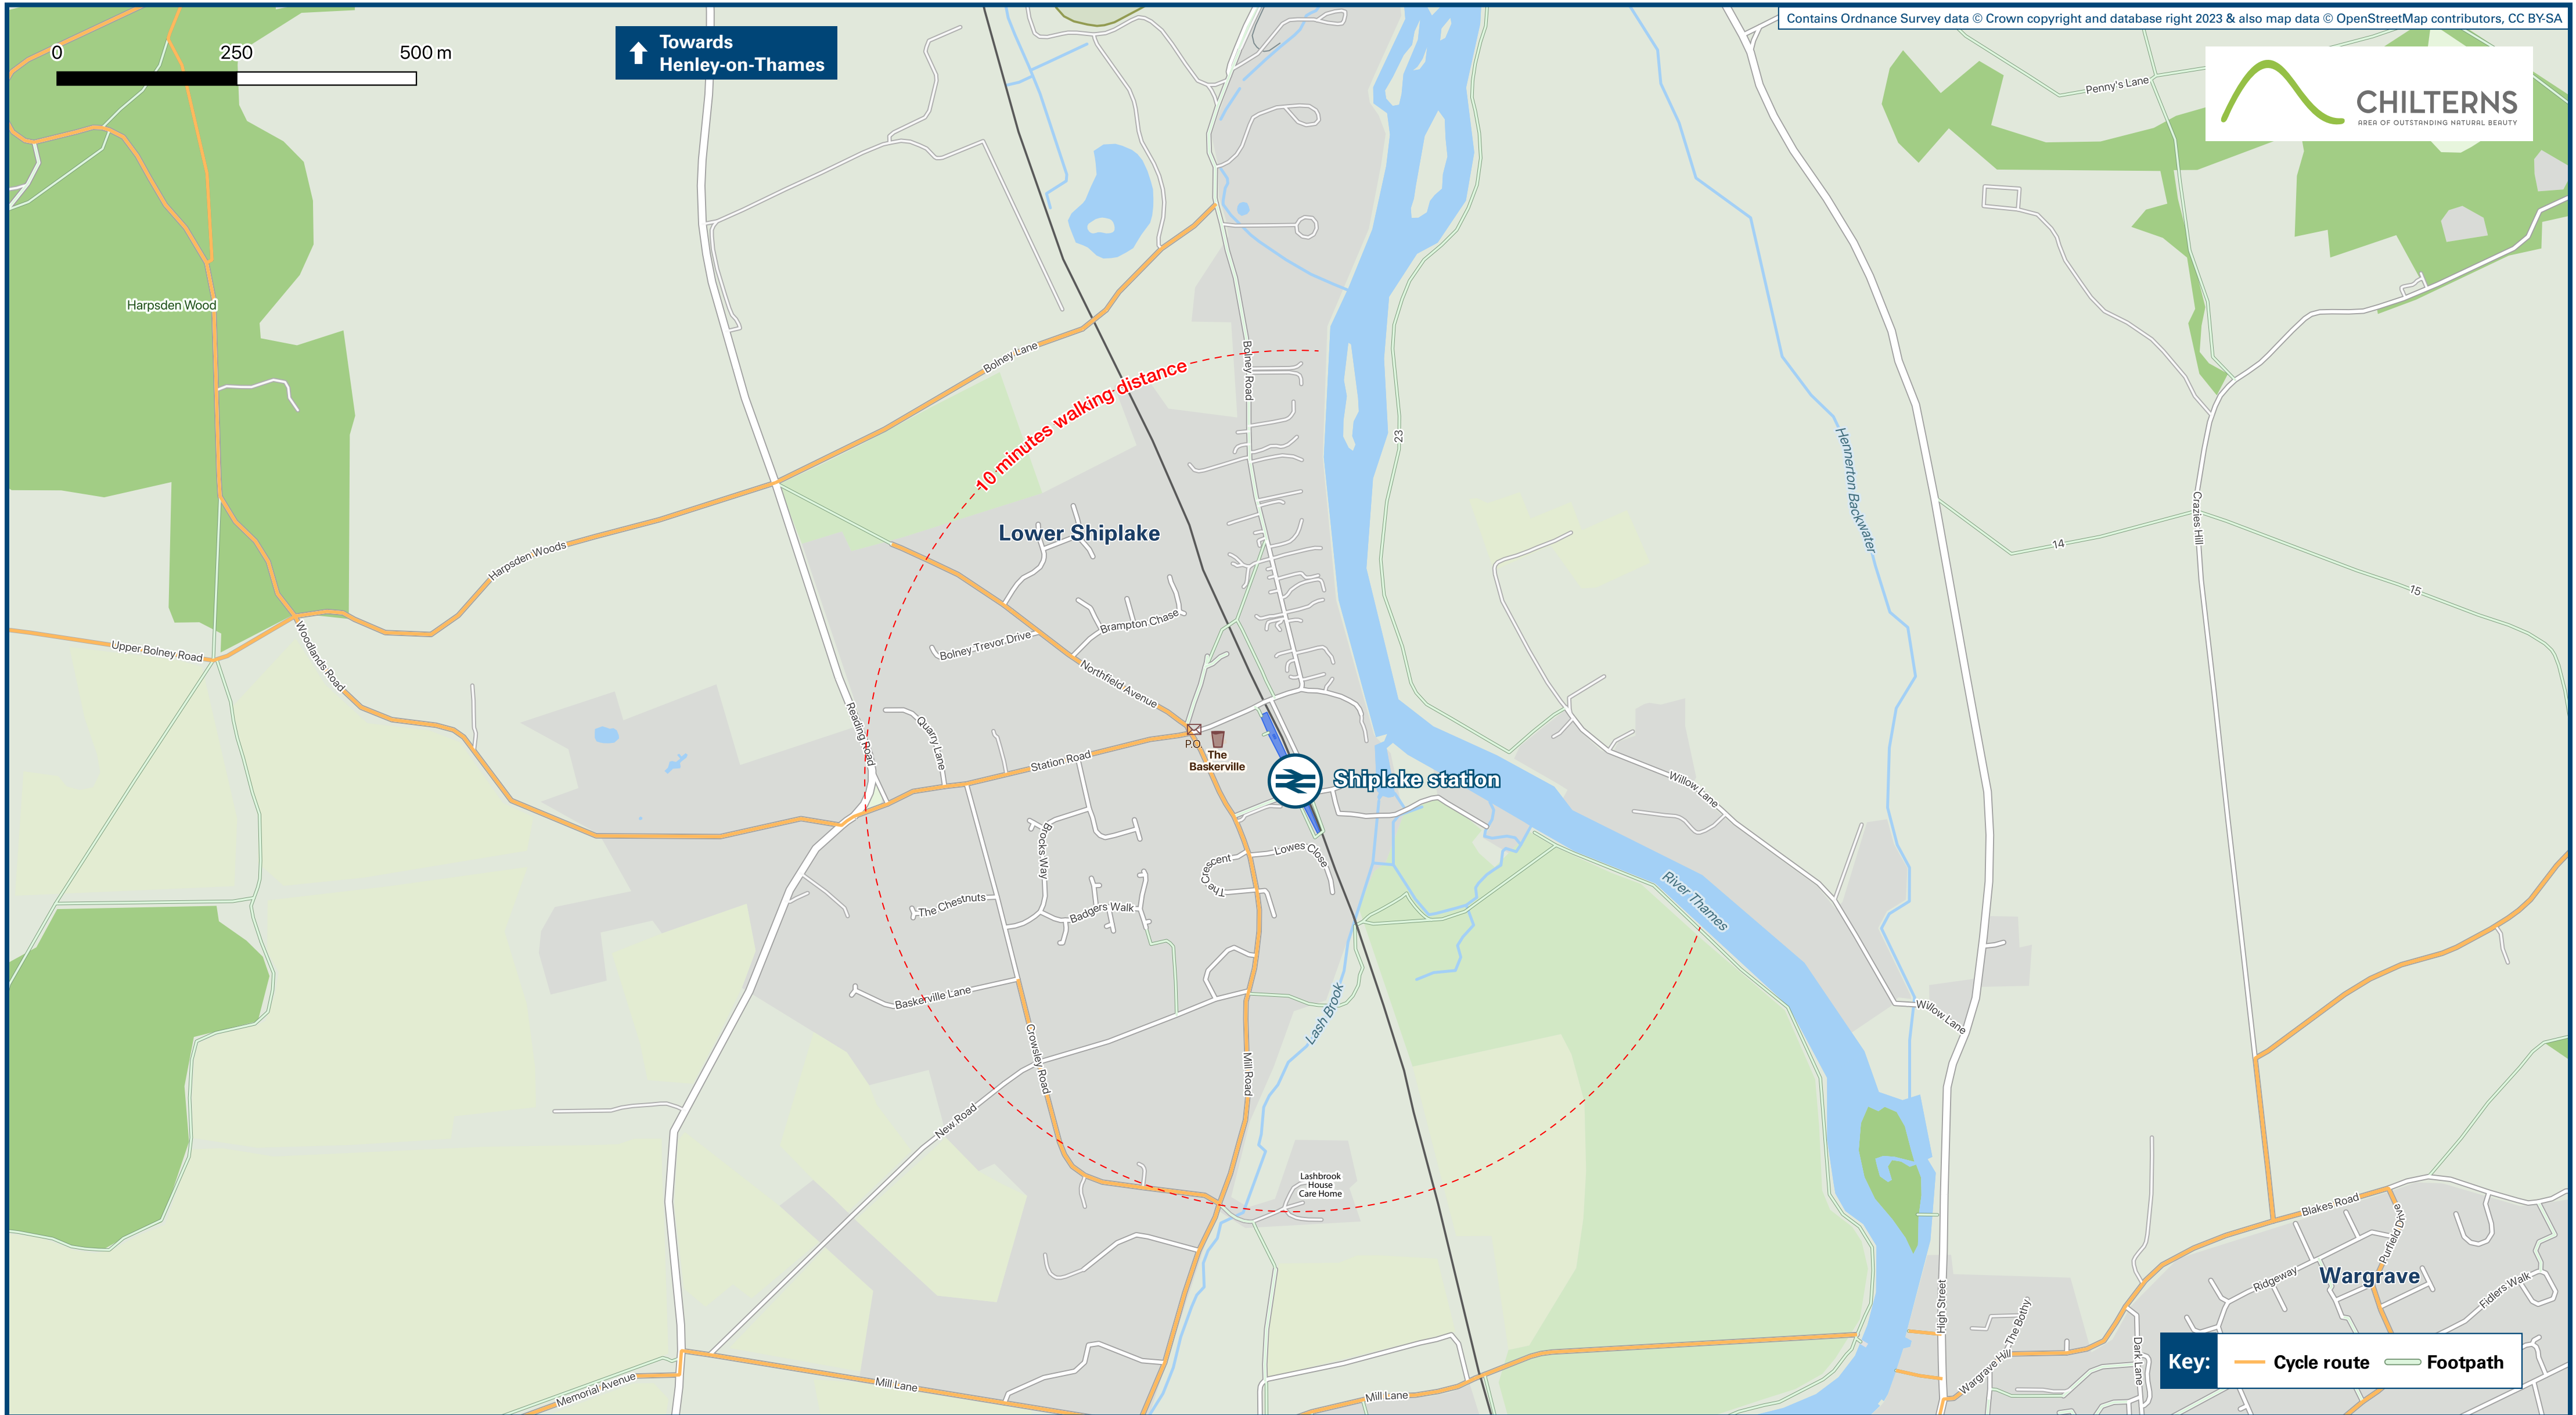 Contains Ordnance Survey data © Crown copyright and database right 2023 & also map data © OpenStreetMap contributors, CC BY-SA
0 250 500 m
Towards
Henley-on-Thames
CHILTERNS
AREA OF OUTSTANDING NATURAL BEAUTY
Penny's Lane
Harpsden Wood
Bolney Lane
Bolney Road
10 minutes walking distance
23
Hennerton Backwater
Crazies Hill
14
15
Lower Shiplake
Harpsden Woods
Upper Bolney Road
Woodlands Road
Brampton Chase
Bolney Trevor Drive
Northfield Avenue
Reading Road
Quarry Lane
Station Road
P.O.
The
Baskerville
Shiplake station
Willow Lane
Brocks Way
Lowes Close
The Crescent
The Chestnuts
Badgers Walk
River Thames
Baskerville Lane
Lash Brook
Willow Lane
Crowsley Road
Mill Road
New Road
Lashbrook
House
Care Home
Blakes Road
Purfield Drive
Wargrave
Ridgeway
Fidlers Walk
High Street
The Bothy
Wargrave Hill
Dark Lane
Memorial Avenue
Mill Lane
Mill Lane
Key: Cycle route Footpath